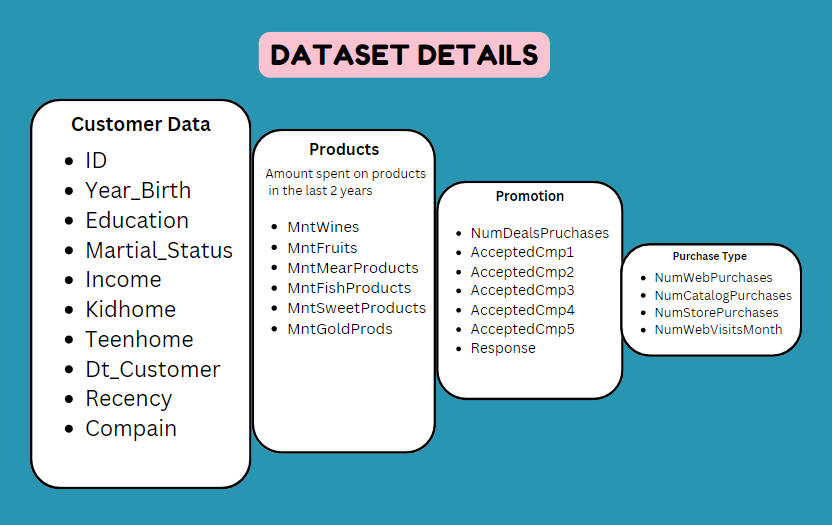 DATASET DETAILS
Customer Data
• ID
• Year_Birth
• Education
• Martial_Status
• Income
• Kidhome
• Teenhome
• Dt_Customer
• Recency
• Compain
Products
Amount spent on products
in the last 2 years
• MntWines
• MntFruits
• MntMearProducts
• MntFishProducts
• MntSweetProducts
• MntGoldProds
Promotion
• NumDealsPruchases
• AcceptedCmp1
• AcceptedCmp2
• AcceptedCmp3
• AcceptedCmp4
• AcceptedCmp5
• Response
Purchase Type
• NumWebPurchases
• NumCatalogPurchases
• NumStorePurchases
• NumWebVisitsMonth